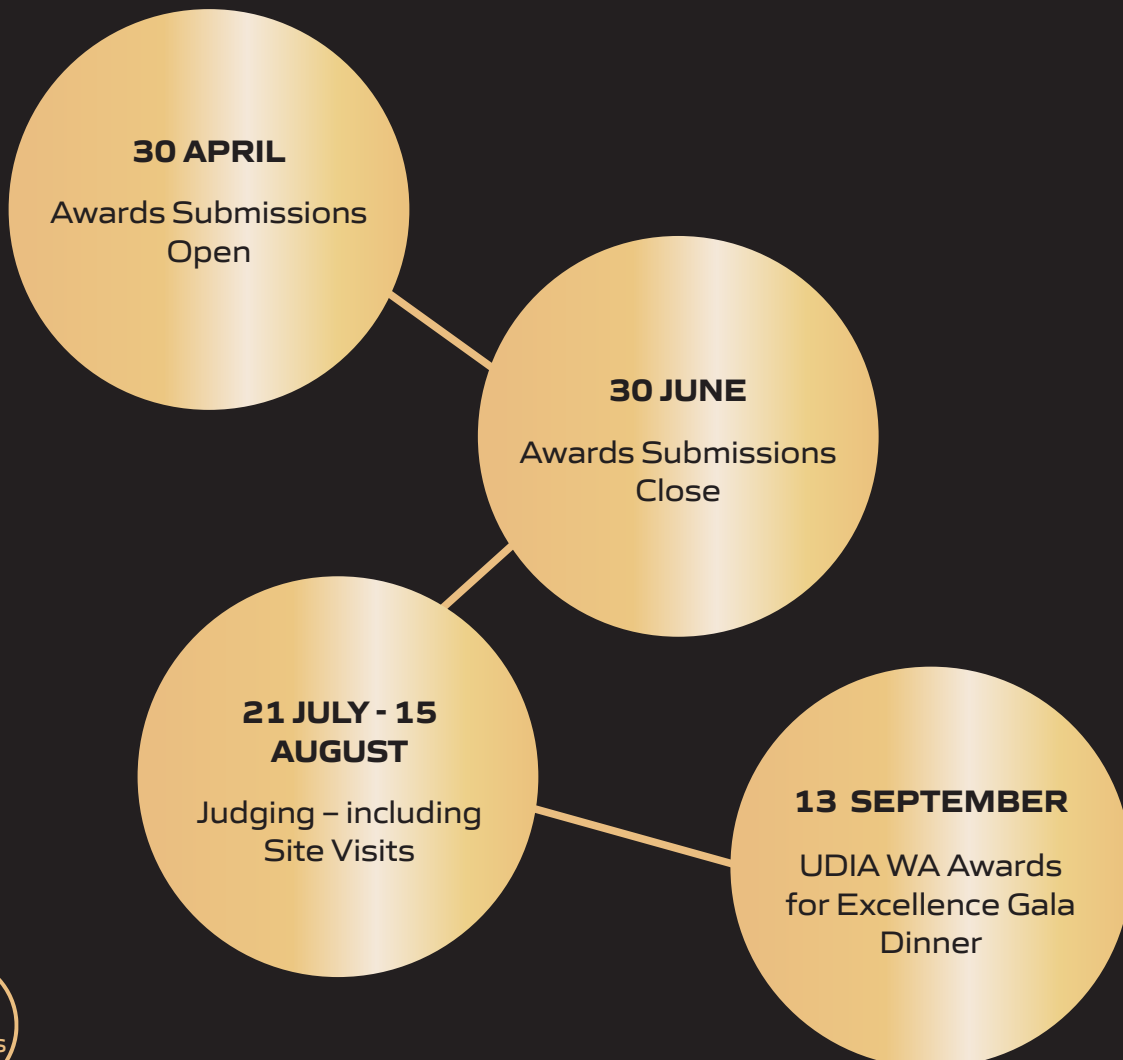 30 APRIL
Awards Submissions
Open
30 JUNE
Awards Submissions
Close
21 JULY - 15
AUGUST
Judging – including
Site Visits
13 SEPTEMBER
UDIA WA Awards
for Excellence Gala
Dinner